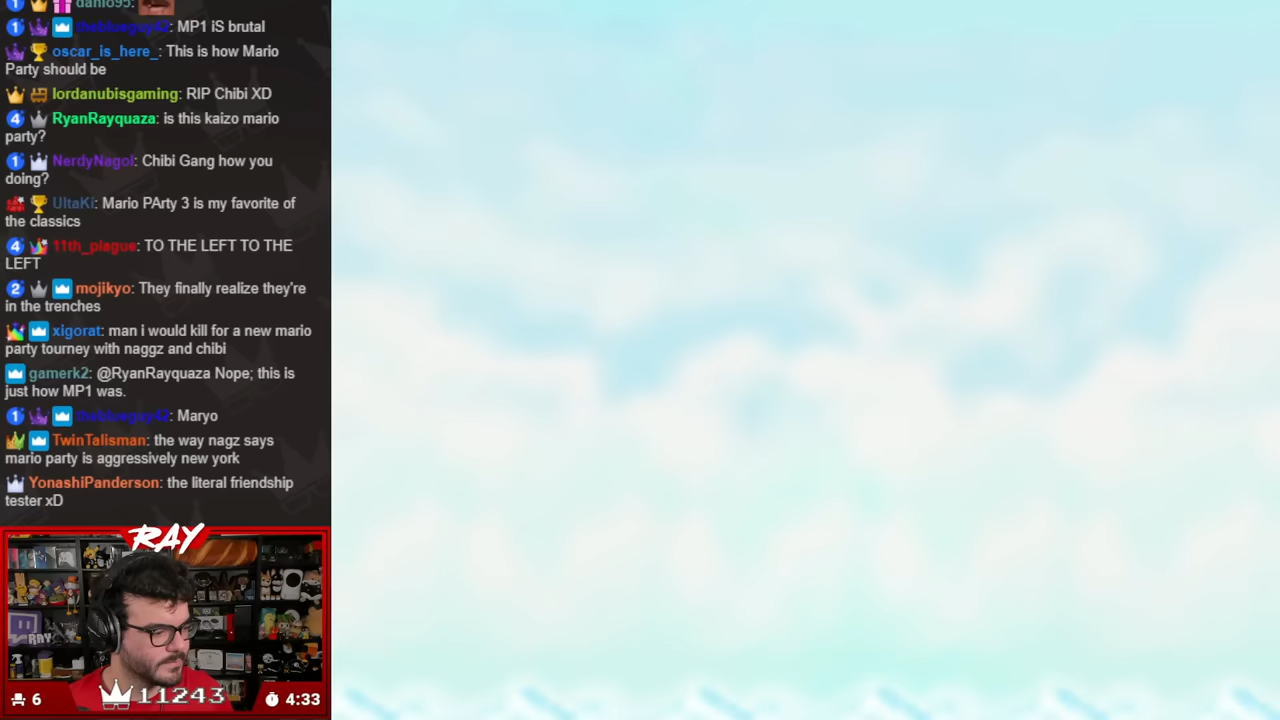 danlo95:
theblueguy42: MP1 iS brutal
oscar_is_here_: This is how Mario
Party should be
lordanubisgaming: RIP Chibi XD
RyanRayquaza: is this kaizo mario
party?
NerdyNagol: Chibi Gang how you
doing?
UltaKi: Mario PArty 3 is my favorite of
the classics
11th_plague: TO THE LEFT TO THE
LEFT
mojikyo: They finally realize they're
in the trenches
xigorat: man i would kill for a new mario
party tourney with naggz and chibi
gamerk2: @RyanRayquaza Nope; this is
just how MP1 was.
theblueguy42: Maryo
TwinTalisman: the way nagz says
mario party is aggressively new york
YonashiPanderson: the literal friendship
tester xD
RAY
RAY
6
11243
4:33